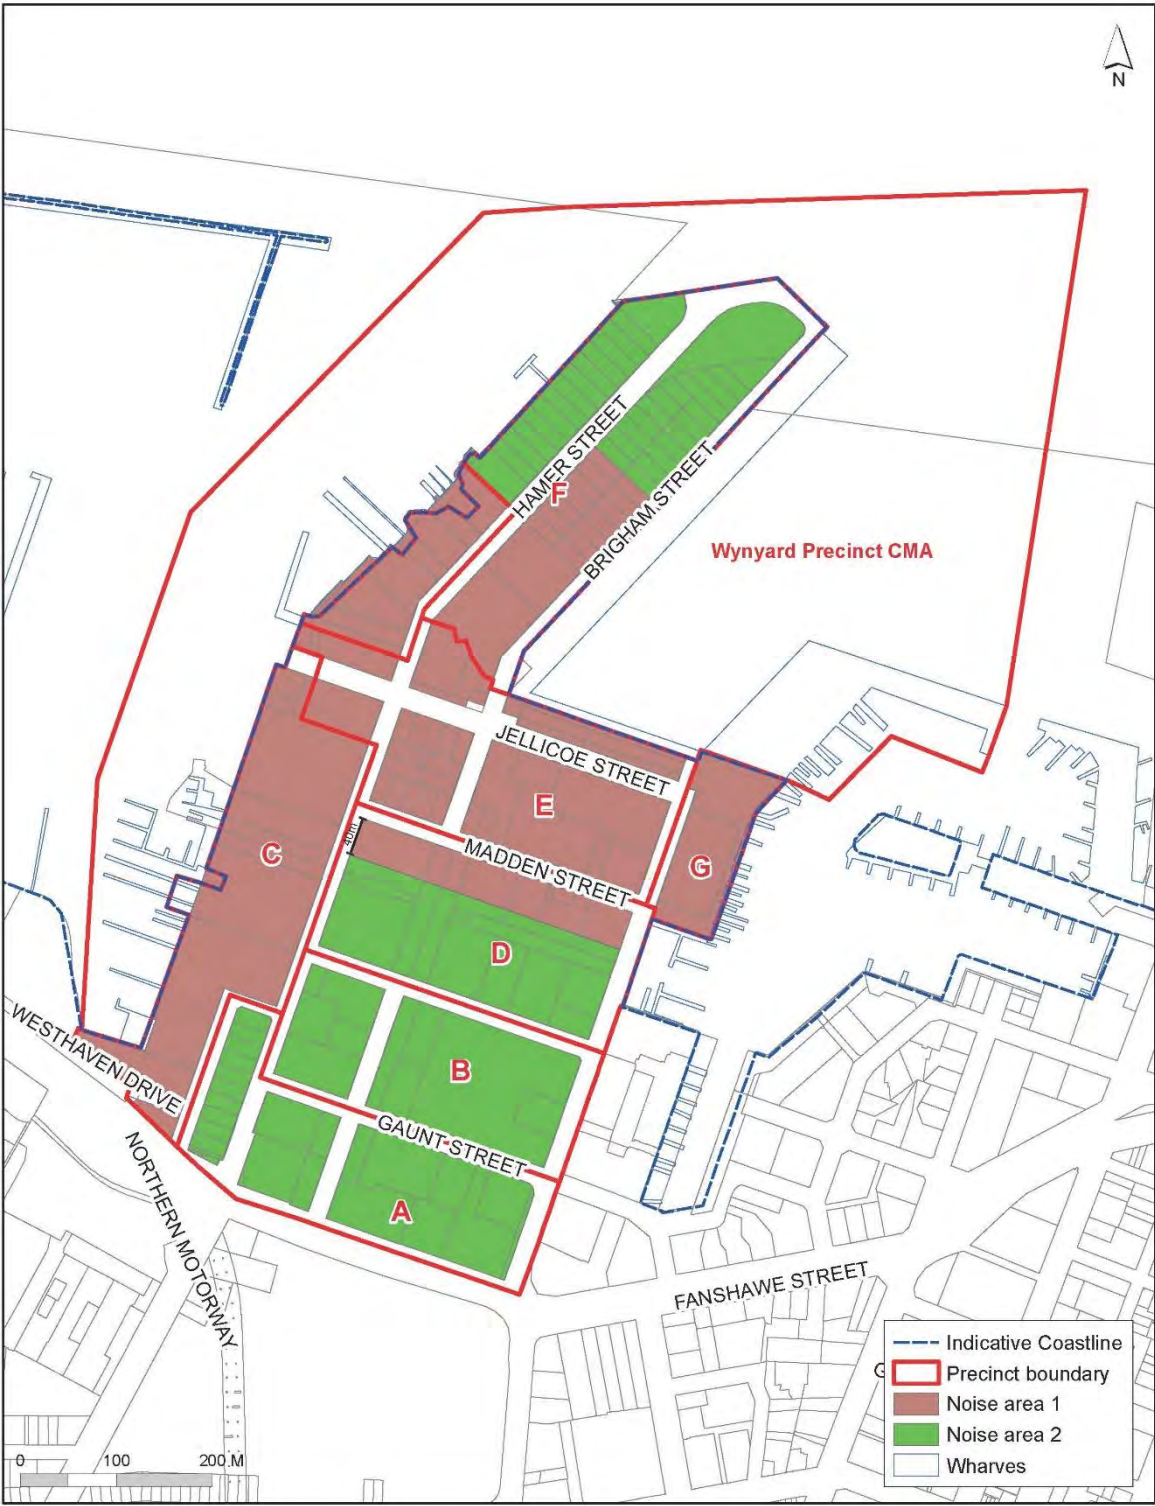 N
HAMER STREET
F
BRIGHAM STREET
Wynyard Precinct CMA
JELLICOE STREET
E
C
40m
MADDEN STREET
G
D
WESTHAVEN DRIVE
B
GAUNT STREET
NORTHERN MOTORWAY
A
FANSHAWE STREET
Indicative Coastline
G
Precinct boundary
Noise area 1
Noise area 2
Wharves
0 100 200 M